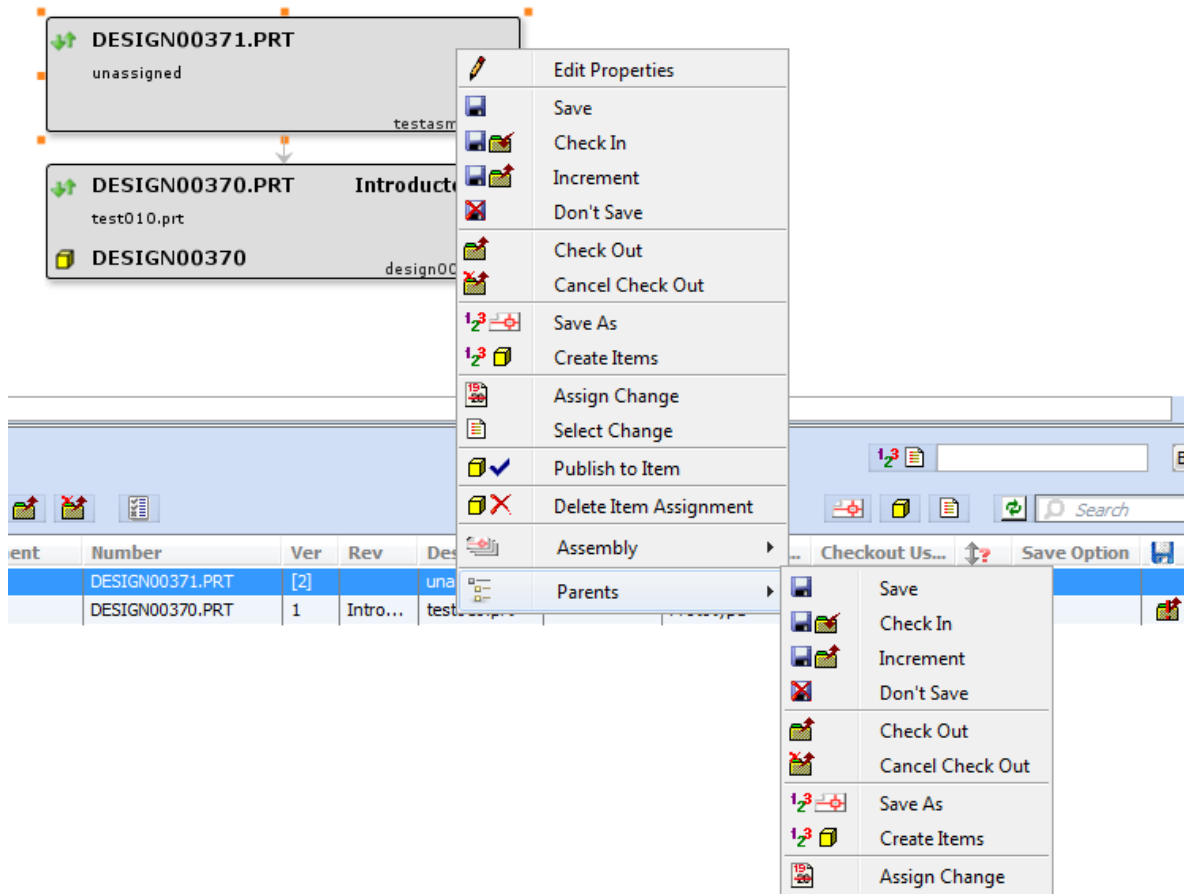 DESIGN00371.PRT
unassigned
testasm
DESIGN00370.PRT Introducte
test010.prt
DESIGN00370
design00
Edit Properties
Save
Check In
Increment
Don't Save
Check Out
Cancel Check Out
Save As
Create Items
Assign Change
Select Change
Publish to Item
Delete Item Assignment
Assembly
Parents
Search
ent Number Ver Rev Des ... Checkout Us... Save Option
DESIGN00371.PRT [2] una
DESIGN00370.PRT 1 Intro...
Save
Check In
Increment
Don't Save
Check Out
Cancel Check Out
Save As
Create Items
Assign Change